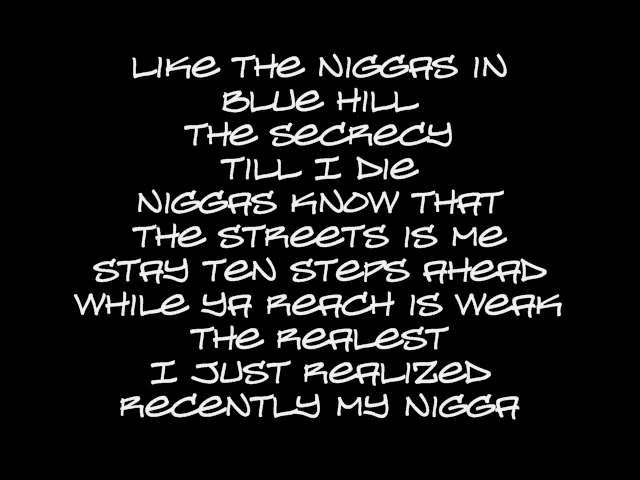 LIKE THE NIGGAS IN
BLUE HILL
THE SECRECY
TILL I DIE
NIGGAS KNOW THAT
THE STREETS IS ME
STAY TEN STEPS AHEAD
WHILE YA REACH IS WEAK
THE REALEST
I JUST REALIZED
RECENTLY MY NIGGA